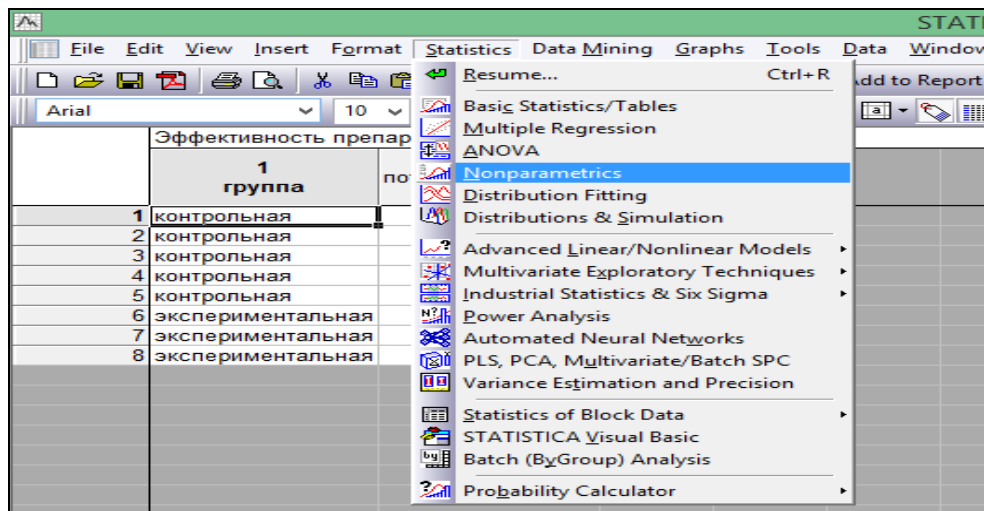 STATI
File Edit View Insert Format Statistics Data Mining Graphs Tools Data Window
Resume... Ctrl+R
Add to Report
Arial 10
Basic Statistics/Tables
Multiple Regression
ANOVA
Nonparametrics
Distribution Fitting
Distributions & Simulation
Advanced Linear/Nonlinear Models
Multivariate Exploratory Techniques
Industrial Statistics & Six Sigma
Power Analysis
Automated Neural Networks
PLS, PCA, Multivariate/Batch SPC
Variance Estimation and Precision
Statistics of Block Data
STATISTICA Visual Basic
Batch (ByGroup) Analysis
Probability Calculator
Эффективность препар
1
группа
по
1 контрольная
2 контрольная
3 контрольная
4 контрольная
5 контрольная
6 экспериментальная
7 экспериментальная
8 экспериментальная